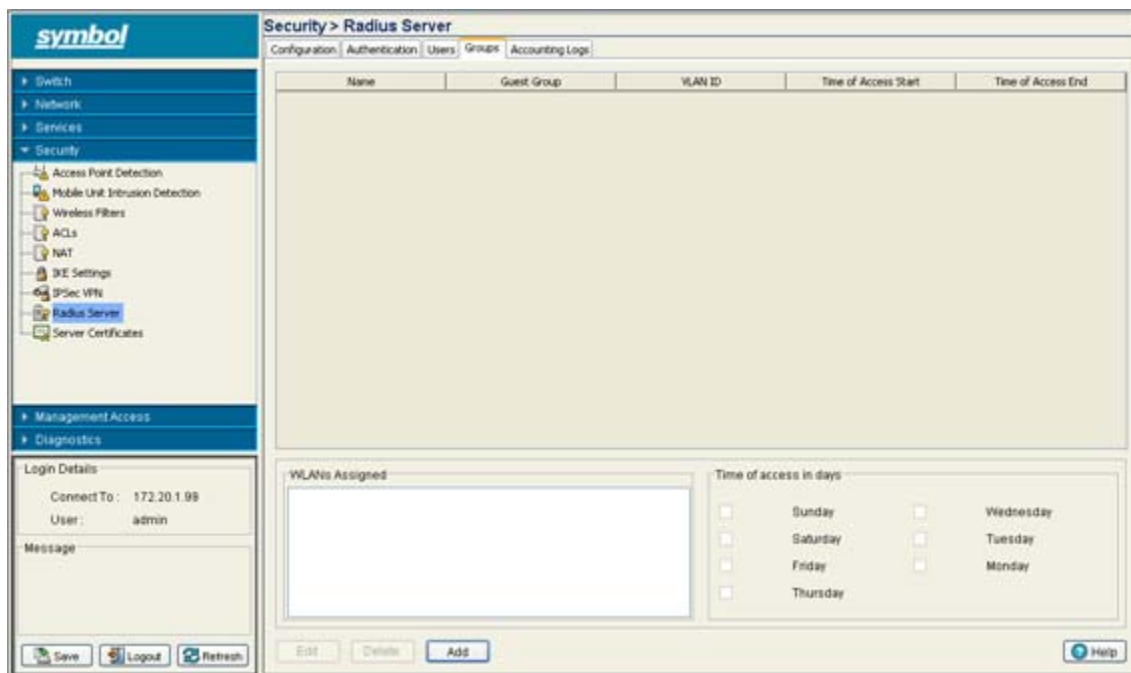 symbol
Security > Radius Server
Configuration Authentication Users Groups Accounting Logs
Name Guest Group VLAN ID Time of Access Start Time of Access End
Switch
Network
Services
Security
Access Point Detection
Mobile Unit Intrusion Detection
Wireless Filters
ACLs
NAT
IKE Settings
IPSec VPN
Radius Server
Server Certificates
Management Access
Diagnostics
Login Details
Connect To : 172.20.1.99
User : admin
Message
Save Logout Refresh
WLANs Assigned
Time of access in days
Sunday Wednesday
Saturday Tuesday
Friday Monday
Thursday
Edit Delete Add Help